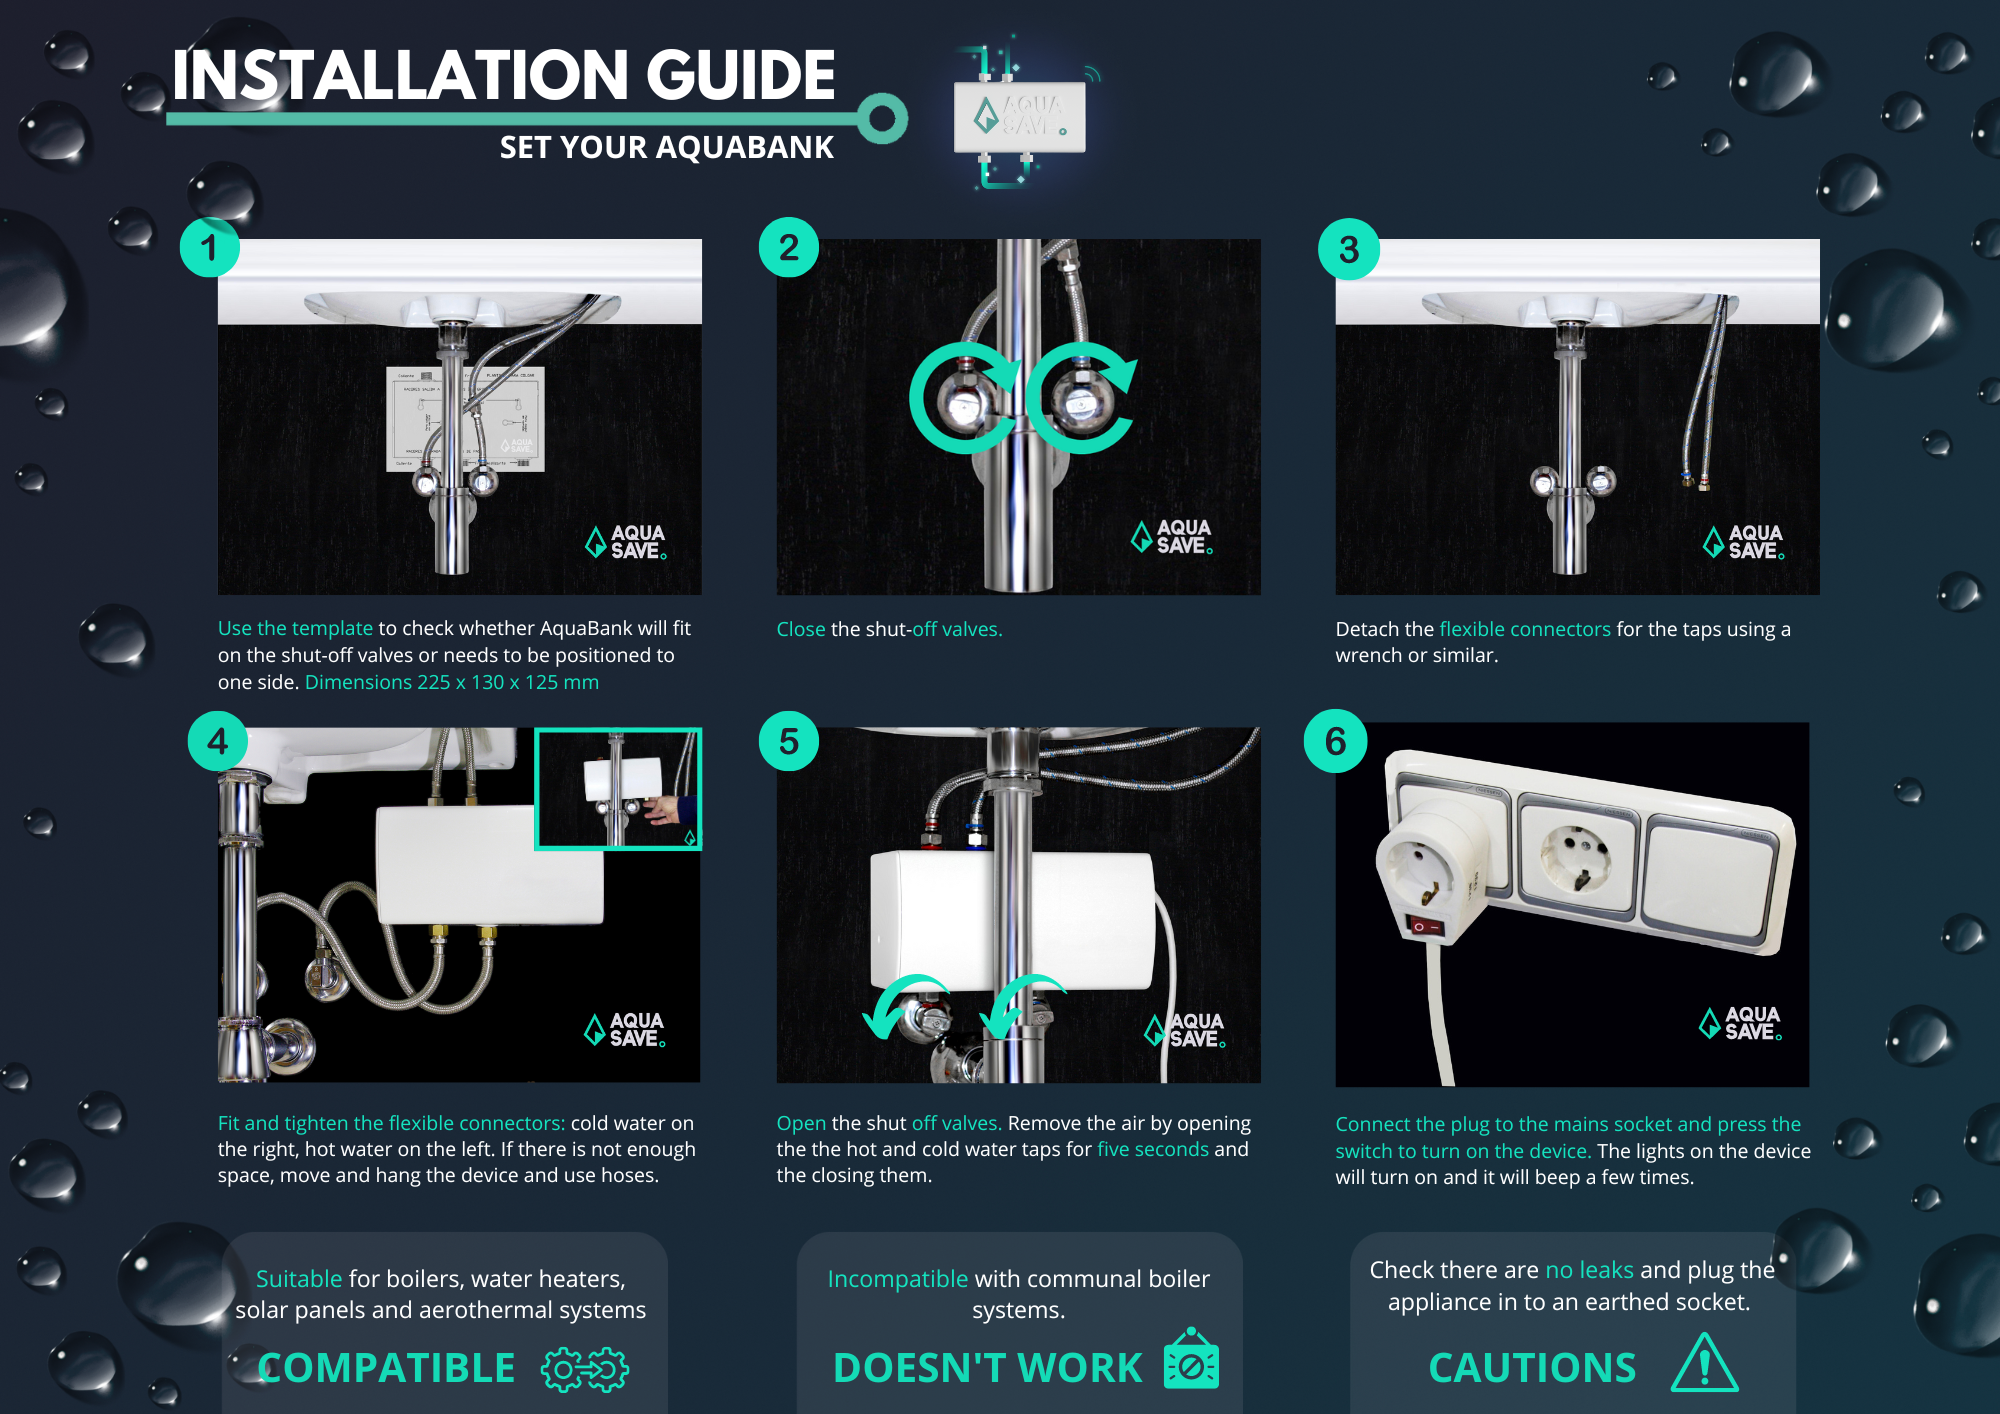 INSTALLATION GUIDE
SET YOUR AQUABANK
AQUA
SAVE
1
AQUA
SAVE
AQUA
SAVE
Use the template to check whether AquaBank will fit
on the shut-off valves or needs to be positioned to
one side. Dimensions 225 x 130 x 125 mm
2
AQUA
SAVE
Close the shut-off valves.
3
AQUA
SAVE
Detach the flexible connectors for the taps using a
wrench or similar.
4
AQUA
SAVE
Fit and tighten the flexible connectors: cold water on
the right, hot water on the left. If there is not enough
space, move and hang the device and use hoses.
5
AQUA
SAVE
Open the shut off valves. Remove the air by opening
the the hot and cold water taps for five seconds and
the closing them.
6
AQUA
SAVE
Connect the plug to the mains socket and press the
switch to turn on the device. The lights on the device
will turn on and it will beep a few times.
Suitable for boilers, water heaters,
solar panels and aerothermal systems
COMPATIBLE
Incompatible with communal boiler
systems.
DOESN'T WORK
Check there are no leaks and plug the
appliance in to an earthed socket.
CAUTIONS